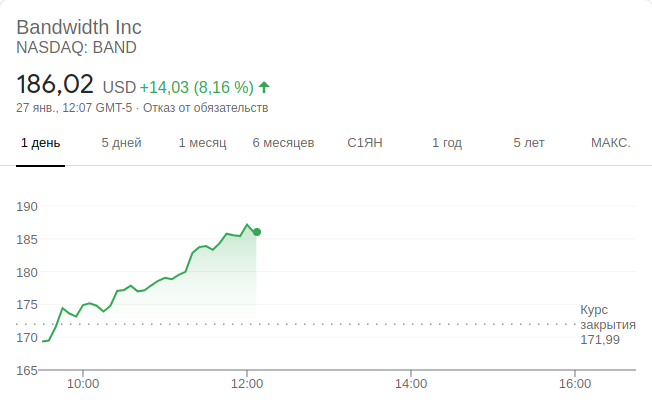 Bandwidth Inc
NASDAQ: BAND
186,02 USD +14,03 (8,16 %)
27 янв., 12:07 GMT-5 · Отказ от обязательств
1 день 5 дней 1 месяц 6 месяцев С1ЯН 1 год 5 лет МАКС.
190
185
180
175
170
165
Курс
закрытия
171,99
10:00 12:00 14:00 16:00